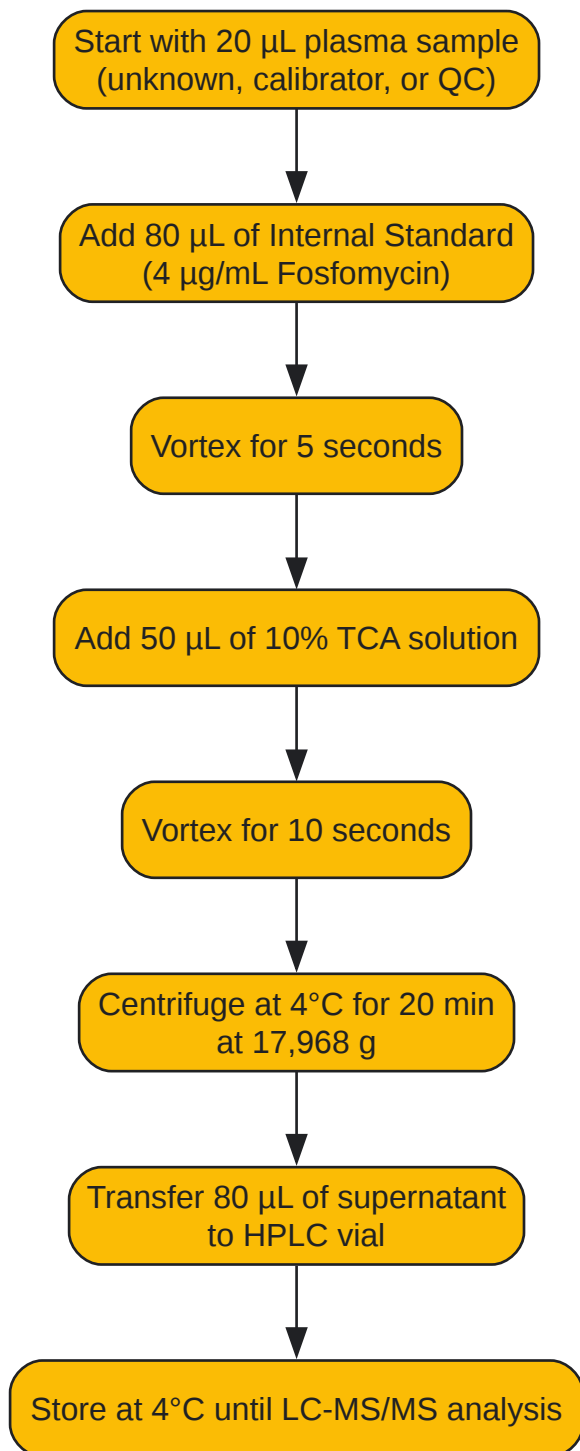 Start with 20 µL plasma sample
(unknown, calibrator, or QC)
Add 80 µL of Internal Standard
(4 µg/mL Fosfomycin)
Vortex for 5 seconds
Add 50 µL of 10% TCA solution
Vortex for 10 seconds
Centrifuge at 4°C for 20 min
at 17,968 g
Transfer 80 µL of supernatant
to HPLC vial
Store at 4°C until LC-MS/MS analysis